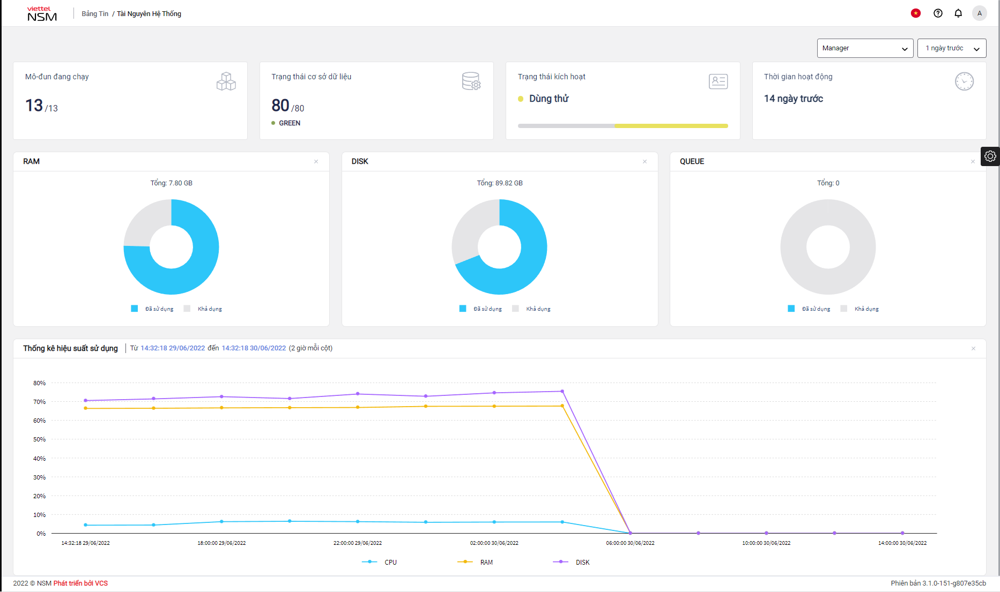 viettel
NSM
Bảng Tin / Tài Nguyên Hệ Thống
A
Manager
1 ngày trước
Mô-đun đang chạy
13 /13
Trạng thái cơ sở dữ liệu
80 /80
GREEN
Trạng thái kích hoạt
Dùng thử
Thời gian hoạt động
14 ngày trước
RAM
Tổng: 7.80 GB
Đã sử dụng Khả dụng
DISK
Tổng: 89.82 GB
Đã sử dụng Khả dụng
QUEUE
Tổng: 0
Đã sử dụng Khả dụng
Thống kê hiệu suất sử dụng Từ 14:32:18 29/06/2022 đến 14:32:18 30/06/2022 (2 giờ mỗi cột)
80%
70%
60%
50%
40%
30%
20%
10%
0%
14:32:18 29/06/2022 18:00:00 29/06/2022 22:00:00 29/06/2022 02:00:00 30/06/2022 06:00:00 30/06/2022 10:00:00 30/06/2022 14:00:00 30/06/2022
CPU RAM DISK
2022 © NSM Phát triển bởi VCS
Phiên bản 3.1.0-151-g807e35cb